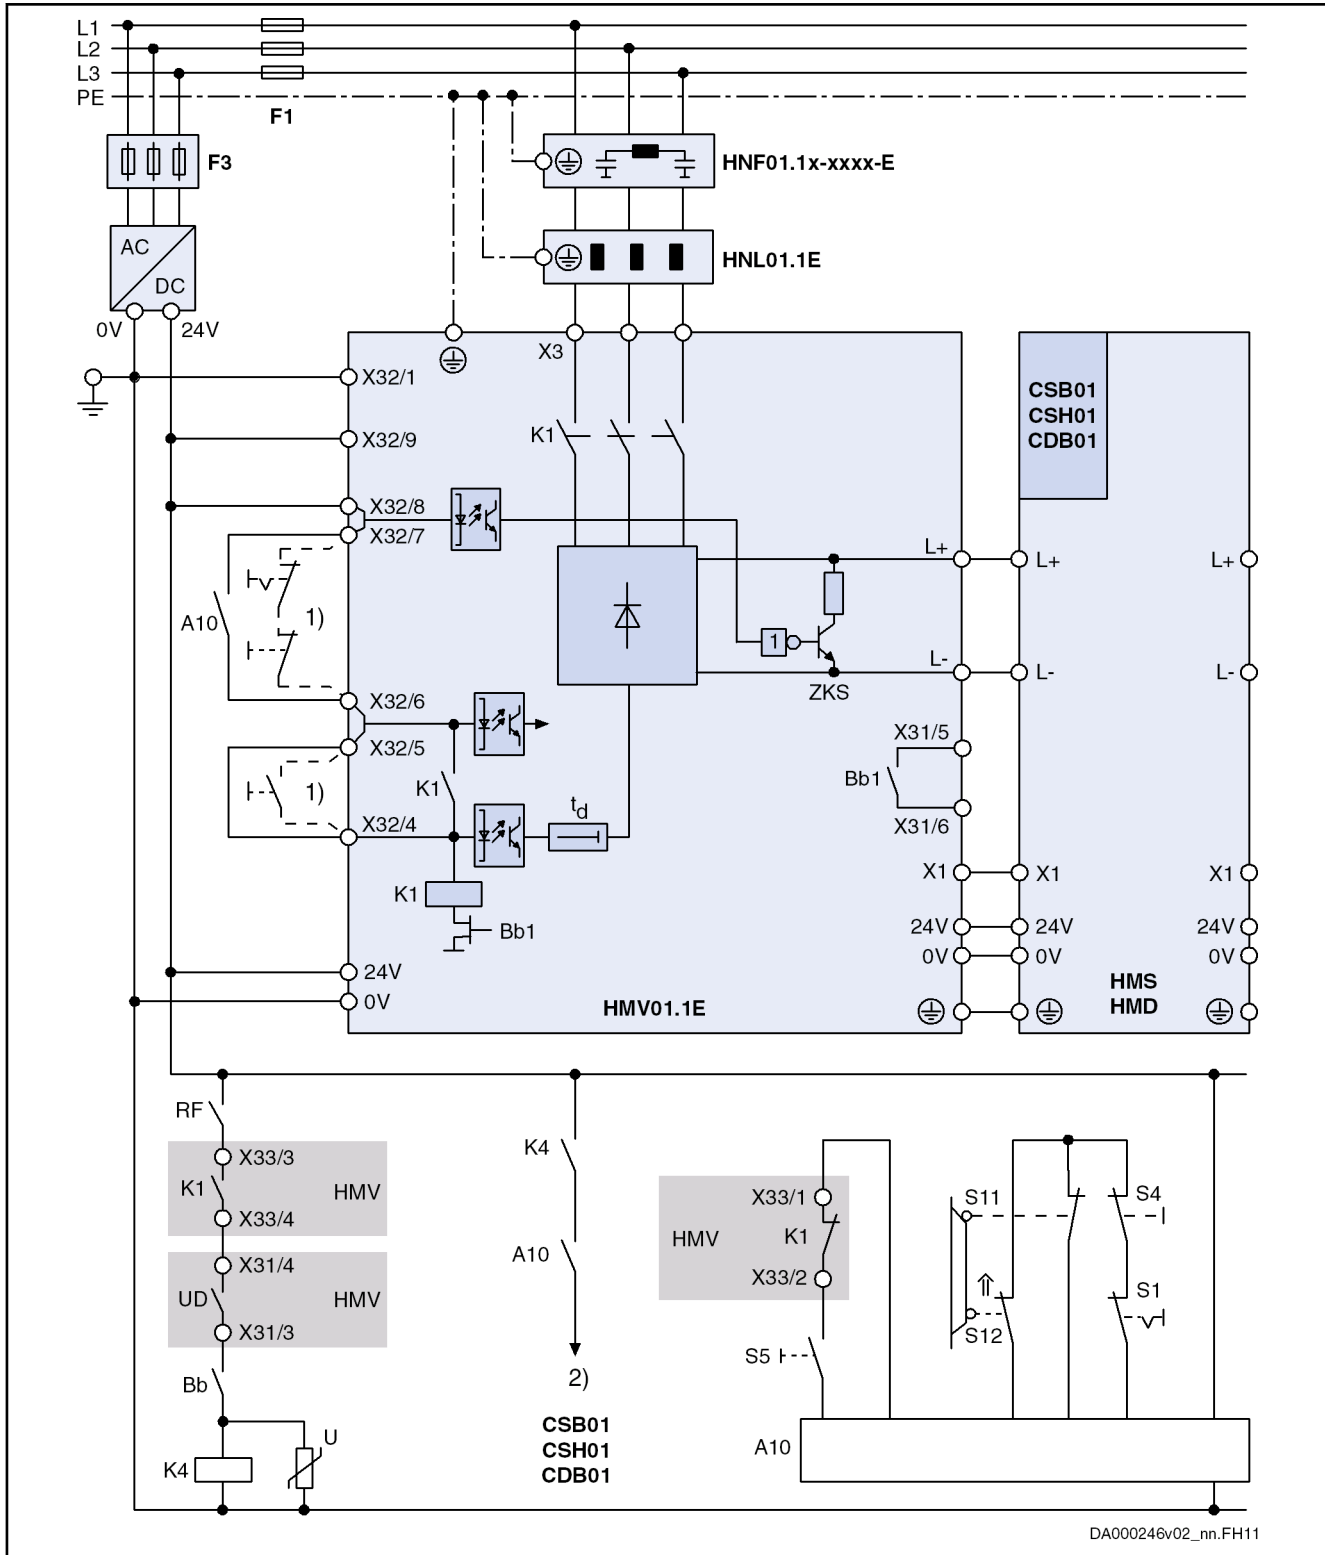 L1
L2
L3
PE
F1
F3
HNF01.1x-xxxx-E
AC
DC
HNL01.1E
0V
24V
X3
X32/1
CSB01
CSH01
CDB01
K1
X32/9
X32/8
X32/7
L+
L+
L+
1)
A10
1
L-
L-
L-
ZKS
X32/6
X31/5
X32/5
Bb1
K1
1)
td
X32/4
X31/6
X1
X1
X1
K1
Bb1
24V
24V
24V
0V
0V
0V
24V
0V
HMV01.1E
HMS
HMD
RF
X33/3
K1
HMV
X33/4
X31/4
UD
HMV
X31/3
Bb
U
K4
K4
A10
2)
CSB01
CSH01
CDB01
X33/1
HMV
K1
X33/2
S5
S11
S4
S12
S1
A10
DA000246v02_nn.FH11